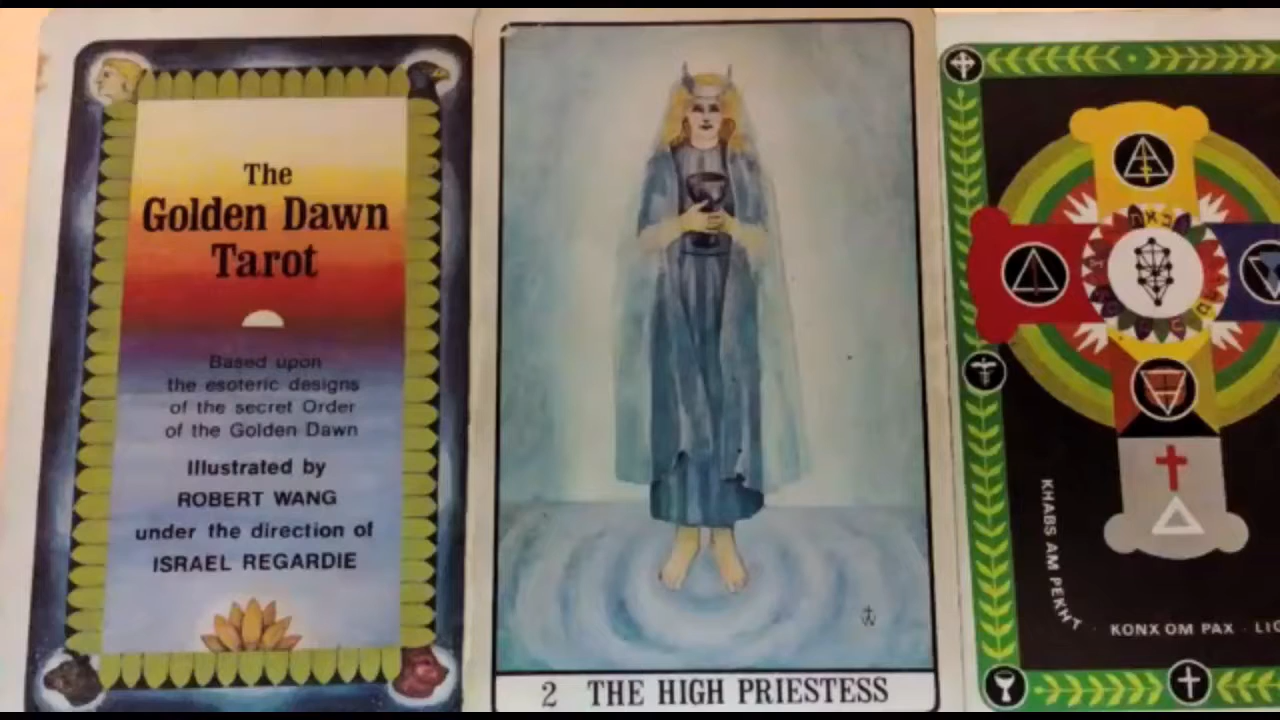 The
Golden Dawn
Tarot
Based upon
the esoteric designs
of the secret Order
of the Golden Dawn
Illustrated by
ROBERT WANG
under the direction of
ISRAEL REGARDIE
2 THE HIGH PRIESTESS
KHABS AM PEKHT
KONX OM PAX · LIG